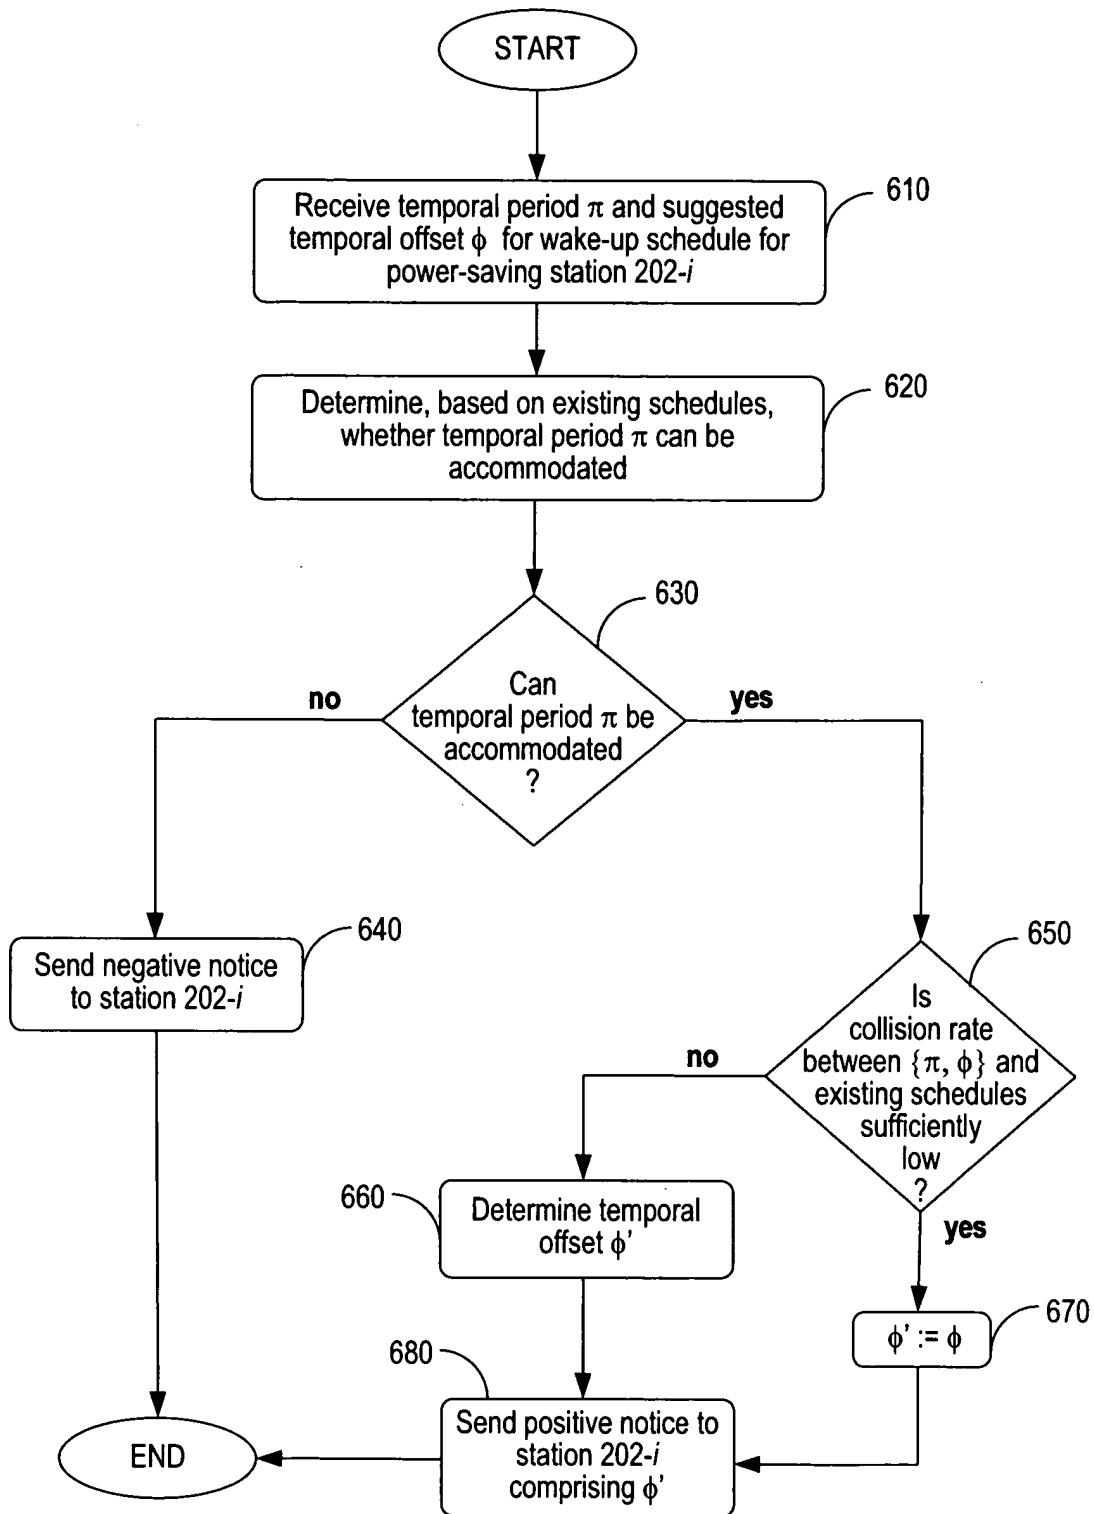 START
610
Receive temporal period π and suggested
temporal offset ϕ for wake-up schedule for
power-saving station 202-i
620
Determine, based on existing schedules,
whether temporal period π can be
accommodated
630
Can
temporal period π be
accommodated
?
no
yes
640
Send negative notice
to station 202-i
650
Is
collision rate
between {π, ϕ} and
existing schedules
sufficiently
low
?
no
yes
660
Determine temporal
offset ϕ'
670
ϕ' := ϕ
680
Send positive notice to
station 202-i
comprising ϕ'
END